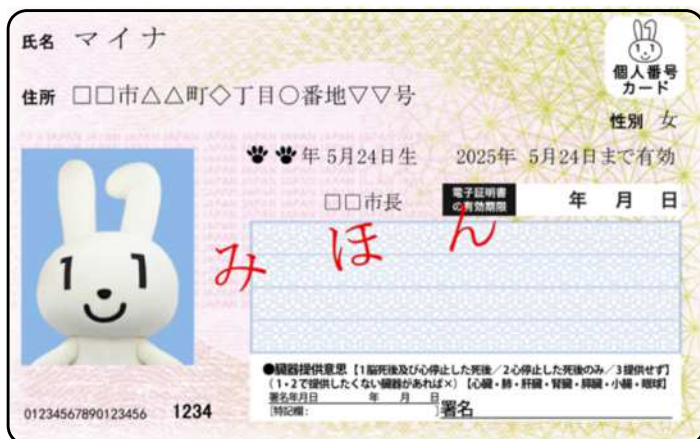 氏名 マイナ
個人番号
カード
住所 □□市△△町◇丁目○番地▽▽号
性別 女
年 5月24日生 2025年 5月24日まで有効
□□市長 電子証明書
の有効期限 年 月 日
みほん
●臓器提供意思【1脳死後及び心停止した死後／2心停止した死後のみ／3提供せず】
（1・2で提供したくない臓器があれば×）【心臓・肺・肝臓・腎臓・膵臓・小腸・眼球】
署名年月日 年 月 日
[特記欄： ] 署名
01234567890123456 1234